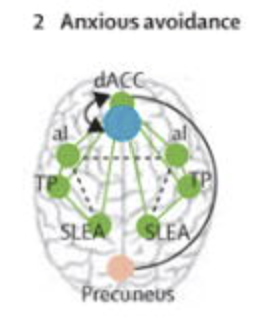 2 Anxious avoidance
dACC
aI aI
TP TP
SLEA SLEA
Precuneus